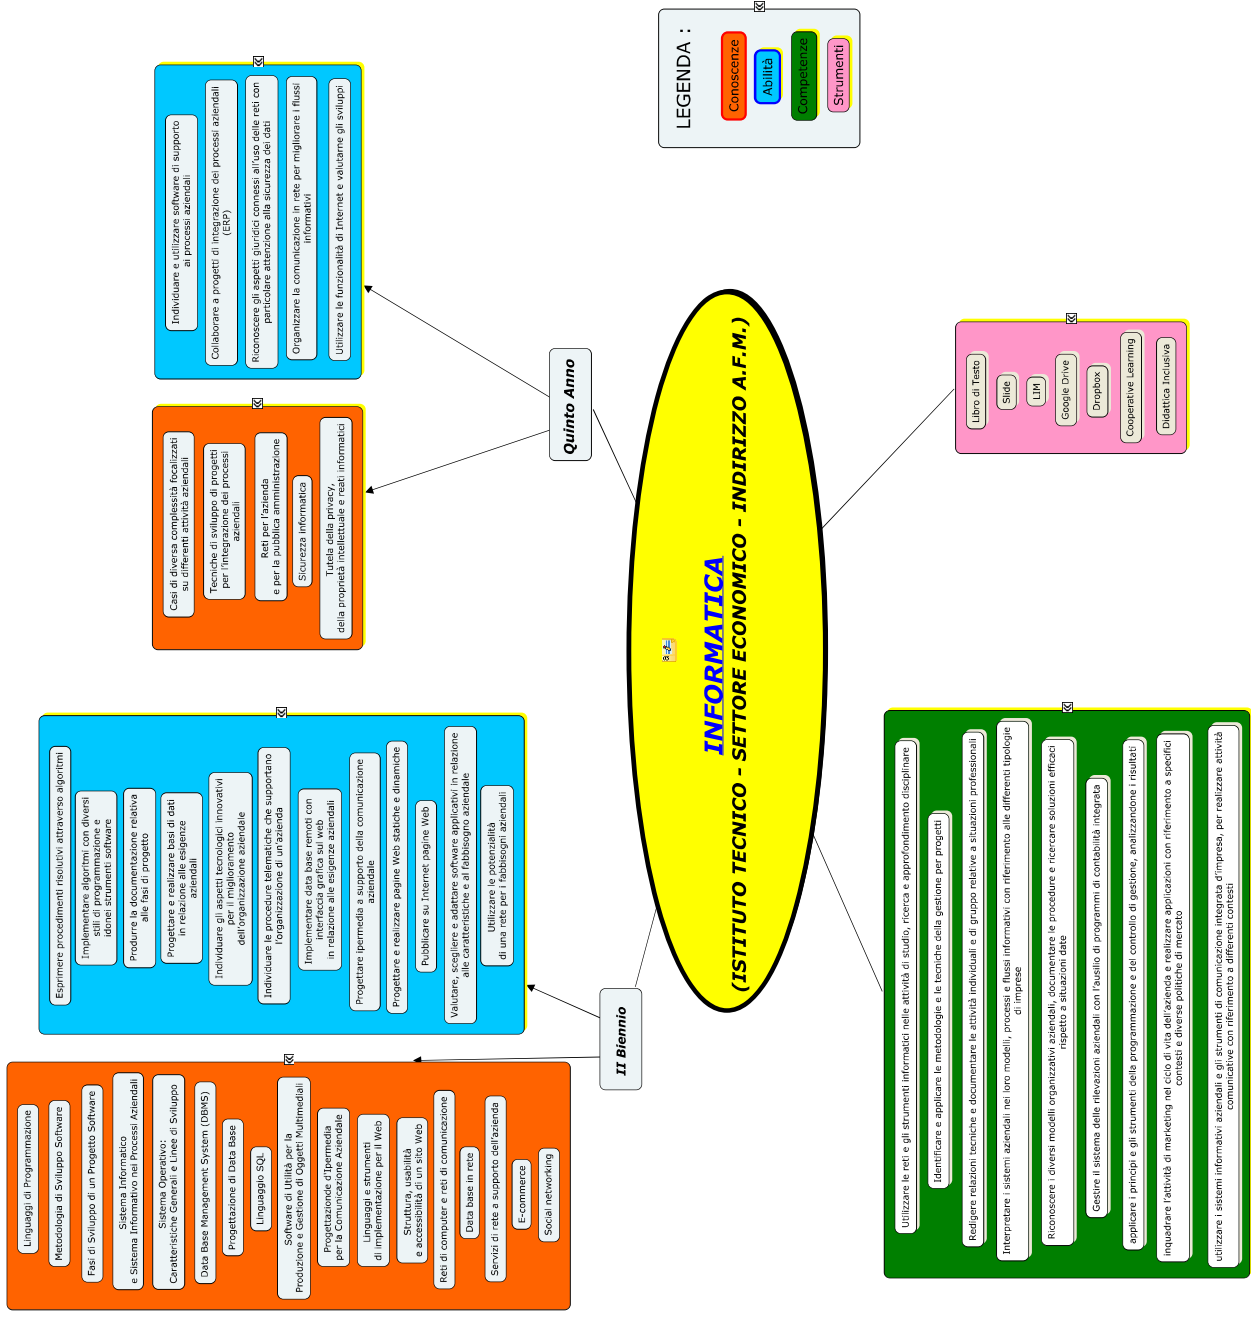 LEGENDA :
Conoscenze
Abilità
Competenze
Strumenti
INFORMATICA
(ISTITUTO TECNICO - SETTORE ECONOMICO - INDIRIZZO A.F.M.)
II Biennio
Linguaggi di Programmazione
Metodologia di Sviluppo Software
Fasi di Sviluppo di un Progetto Software
Sistema Informatico
e Sistema Informativo nei Processi Aziendali
Sistema Operativo:
Caratteristiche Generali e Linee di Sviluppo
Data Base Management System (DBMS)
Progettazione di Data Base
Linguaggio SQL
Software di Utilità per la
Produzione e Gestione di Oggetti Multimediali
Progettazionde d'Ipermedia
per la Comunicazione Aziendale
Linguaggi e strumenti
di implementazione per il Web
Struttura, usabilità
e accessibilità di un sito Web
Reti di computer e reti di comunicazione
Data base in rete
Servizi di rete a supporto dell'azienda
E-commerce
Social networking
Esprimere procedimenti risolutivi attraverso algoritmi
Implementare algoritmi con diversi
stili di programmazione e
idonei strumenti software
Produrre la documentazione relativa
alle fasi di progetto
Progettare e realizzare basi di dati
in relazione alle esigenze
aziendali
Individuare gli aspetti tecnologici innovativi
per il miglioramento
dell'organizzazione aziendale
Individuare le procedure telematiche che supportano
l'organizzazione di un'azienda
Implementare data base remoti con
interfaccia grafica sul web
in relazione alle esigenze aziendali
Progettare ipermedia a supporto della comunicazione
aziendale
Progettare e realizzare pagine Web statiche e dinamiche
Pubblicare su Internet pagine Web
Valutare, scegliere e adattare software applicativi in relazione
alle caratteristiche e al fabbisogno aziendale
Utilizzare le potenzialità
di una rete per i fabbisogni aziendali
Quinto Anno
Casi di diversa complessità focalizzati
su differenti attività aziendali
Tecniche di sviluppo di progetti
per l'integrazione dei processi
aziendali
Reti per l'azienda
e per la pubblica amministrazione
Sicurezza informatica
Tutela della privacy,
della proprietà intellettuale e reati informatici
Individuare e utilizzare software di supporto
ai processi aziendali
Collaborare a progetti di integrazione dei processi aziendali
(ERP)
Riconoscere gli aspetti giuridici connessi all'uso delle reti con
particolare attenzione alla sicurezza dei dati
Organizzare la comunicazione in rete per migliorare i flussi
informativi
Utilizzare le funzionalità di Internet e valutarne gli sviluppi
Utilizzare le reti e gli strumenti informatici nelle attività di studio, ricerca e approfondimento disciplinare
Identificare e applicare le metodologie e le tecniche della gestione per progetti
Redigere relazioni tecniche e documentare le attività individuali e di gruppo relative a situazioni professionali
Interpretare i sistemi aziendali nei loro modelli, processi e flussi informativi con riferimento alle differenti tipologie
di imprese
Riconoscere i diversi modelli organizzativi aziendali, documentare le procedure e ricercare soluzioni efficaci
rispetto a situazioni date
Gestire il sistema delle rilevazioni aziendali con l'ausilio di programmi di contabilità integrata
applicare i principi e gli strumenti della programmazione e del controllo di gestione, analizzandone i risultati
inquadrare l'attività di marketing nel ciclo di vita dell'azienda e realizzare applicazioni con riferimento a specifici
contesti e diverse politiche di mercato
utilizzare i sistemi informativi aziendali e gli strumenti di comunicazione integrata d'impresa, per realizzare attività
comunicative con riferimento a differenti contesti
Libro di Testo
Slide
LIM
Google Drive
Dropbox
Cooperative Learning
Didattica Inclusiva